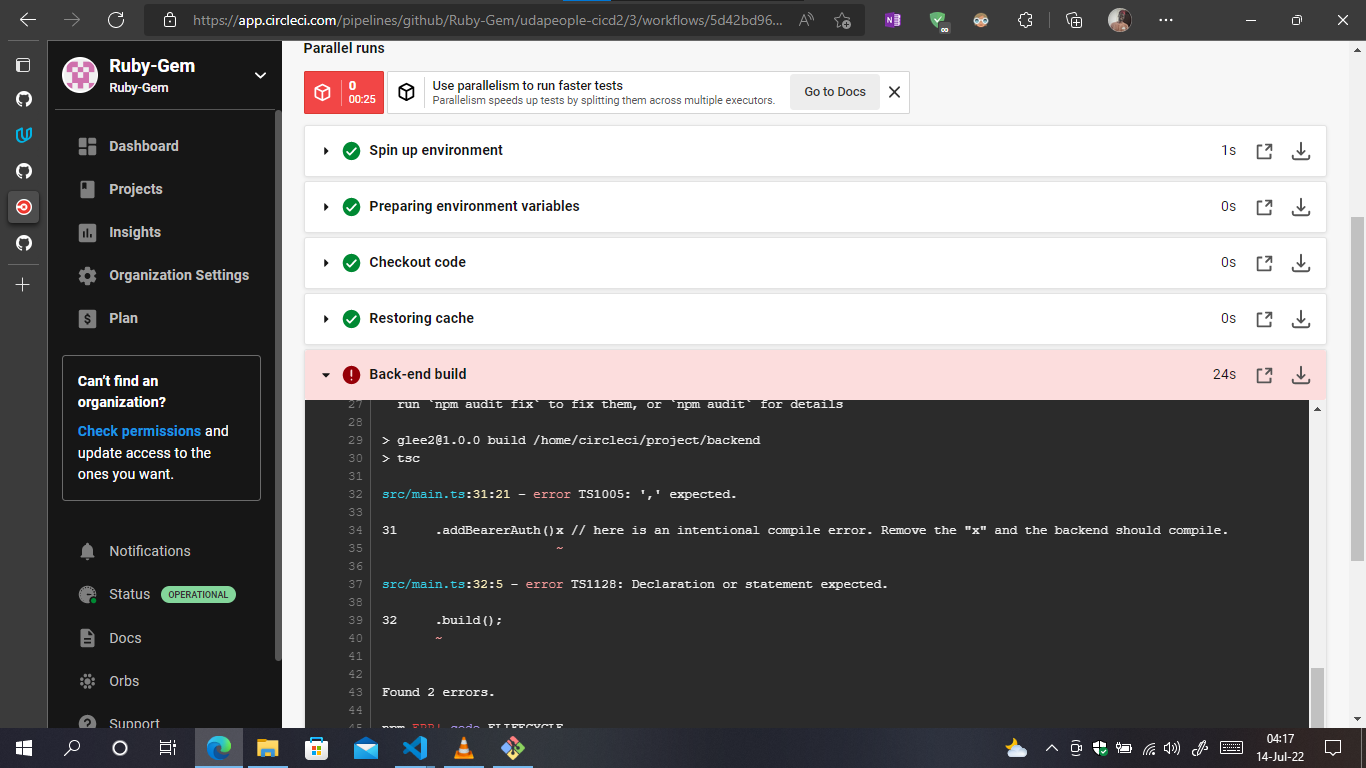 https://app.circleci.com/pipelines/github/Ruby-Gem/udapeople-cicd2/3/workflows/5d42bd96...
Ruby-Gem
Ruby-Gem
Dashboard
Projects
Insights
Organization Settings
Plan
Can't find an
organization?
Check permissions and
update access to the
ones you want.
Notifications
Status OPERATIONAL
Docs
Orbs
Support
Parallel runs
0
00:25
Use parallelism to run faster tests
Parallelism speeds up tests by splitting them across multiple executors.
Go to Docs
Spin up environment 1s
Preparing environment variables 0s
Checkout code 0s
Restoring cache 0s
Back-end build 24s
27 run `npm audit fix` to fix them, or `npm audit` for details
28
29 > glee2@1.0.0 build /home/circleci/project/backend
30 > tsc
31
32 src/main.ts:31:21 - error TS1005: ',' expected.
33
34 31 .addBearerAuth()x // here is an intentional compile error. Remove the "x" and the backend should compile.
35 ~
36
37 src/main.ts:32:5 - error TS1128: Declaration or statement expected.
38
39 32 .build();
40 ~
41
42
43 Found 2 errors.
44
45 npm ERR! code ELIFECYCLE
04:17
14-Jul-22